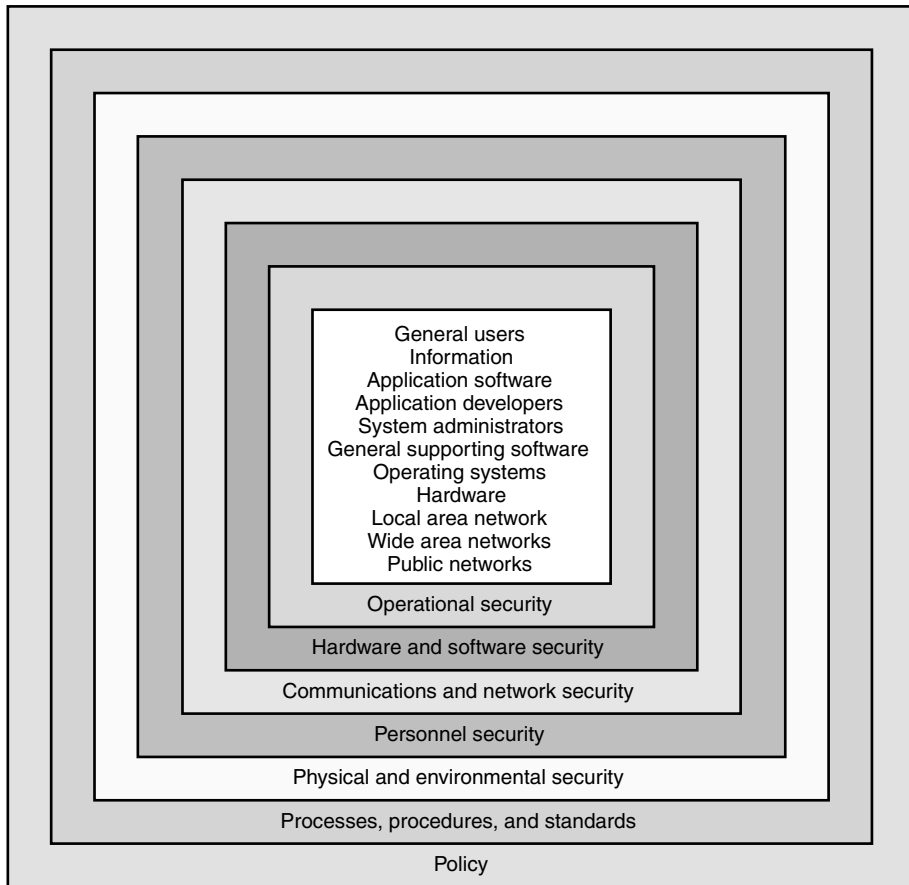 General users
Information
Application software
Application developers
System administrators
General supporting software
Operating systems
Hardware
Local area network
Wide area networks
Public networks
Operational security
Hardware and software security
Communications and network security
Personnel security
Physical and environmental security
Processes, procedures, and standards
Policy